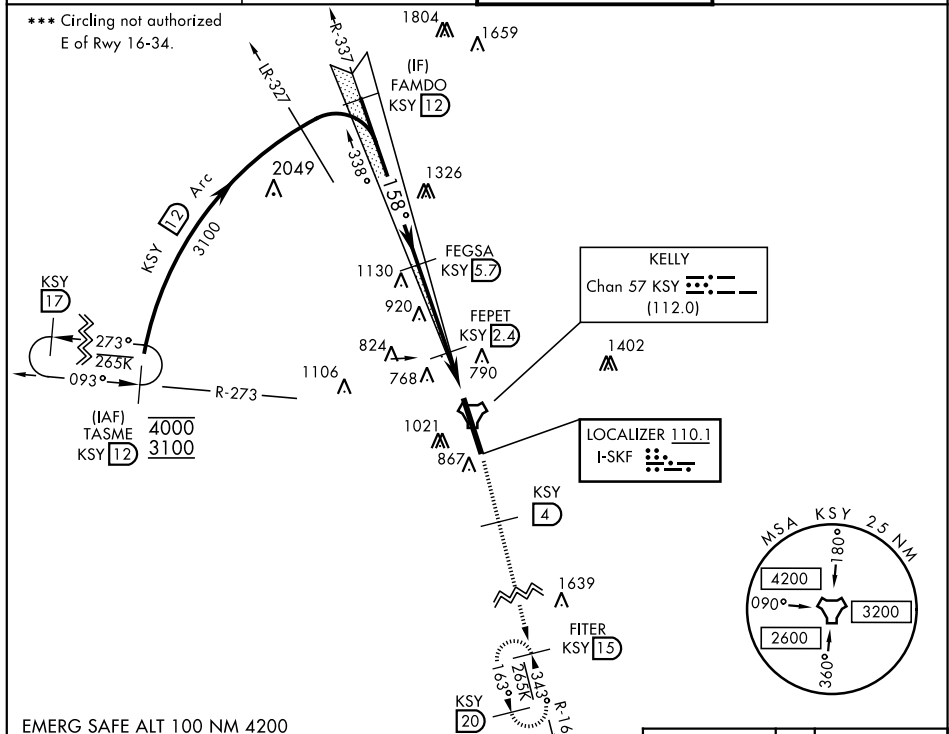 *** Circling not authorized
E of Rwy 16-34.
1804
1659
R-337
(IF)
FAMDO
KSY 12
LR-327
2049
338°
1326
158°
KSY 12 Arc
3100
FEGSA
KSY 5.7
1130
920
KELLY
Chan 57 KSY
(112.0)
KSY
17
FEPET
KSY 2.4
273°
265K
093°
824
768
790
1402
1106
R-273
(IAF)
TASME
KSY 12
4000
3100
1021
867
LOCALIZER 110.1
I-SKF
KSY
4
MSA KSY 25 NM
180°
4200
090°
3200
2600
360°
1639
FITER
KSY 15
163°
265K
343°
KSY
20
EMERG SAFE ALT 100 NM 4200